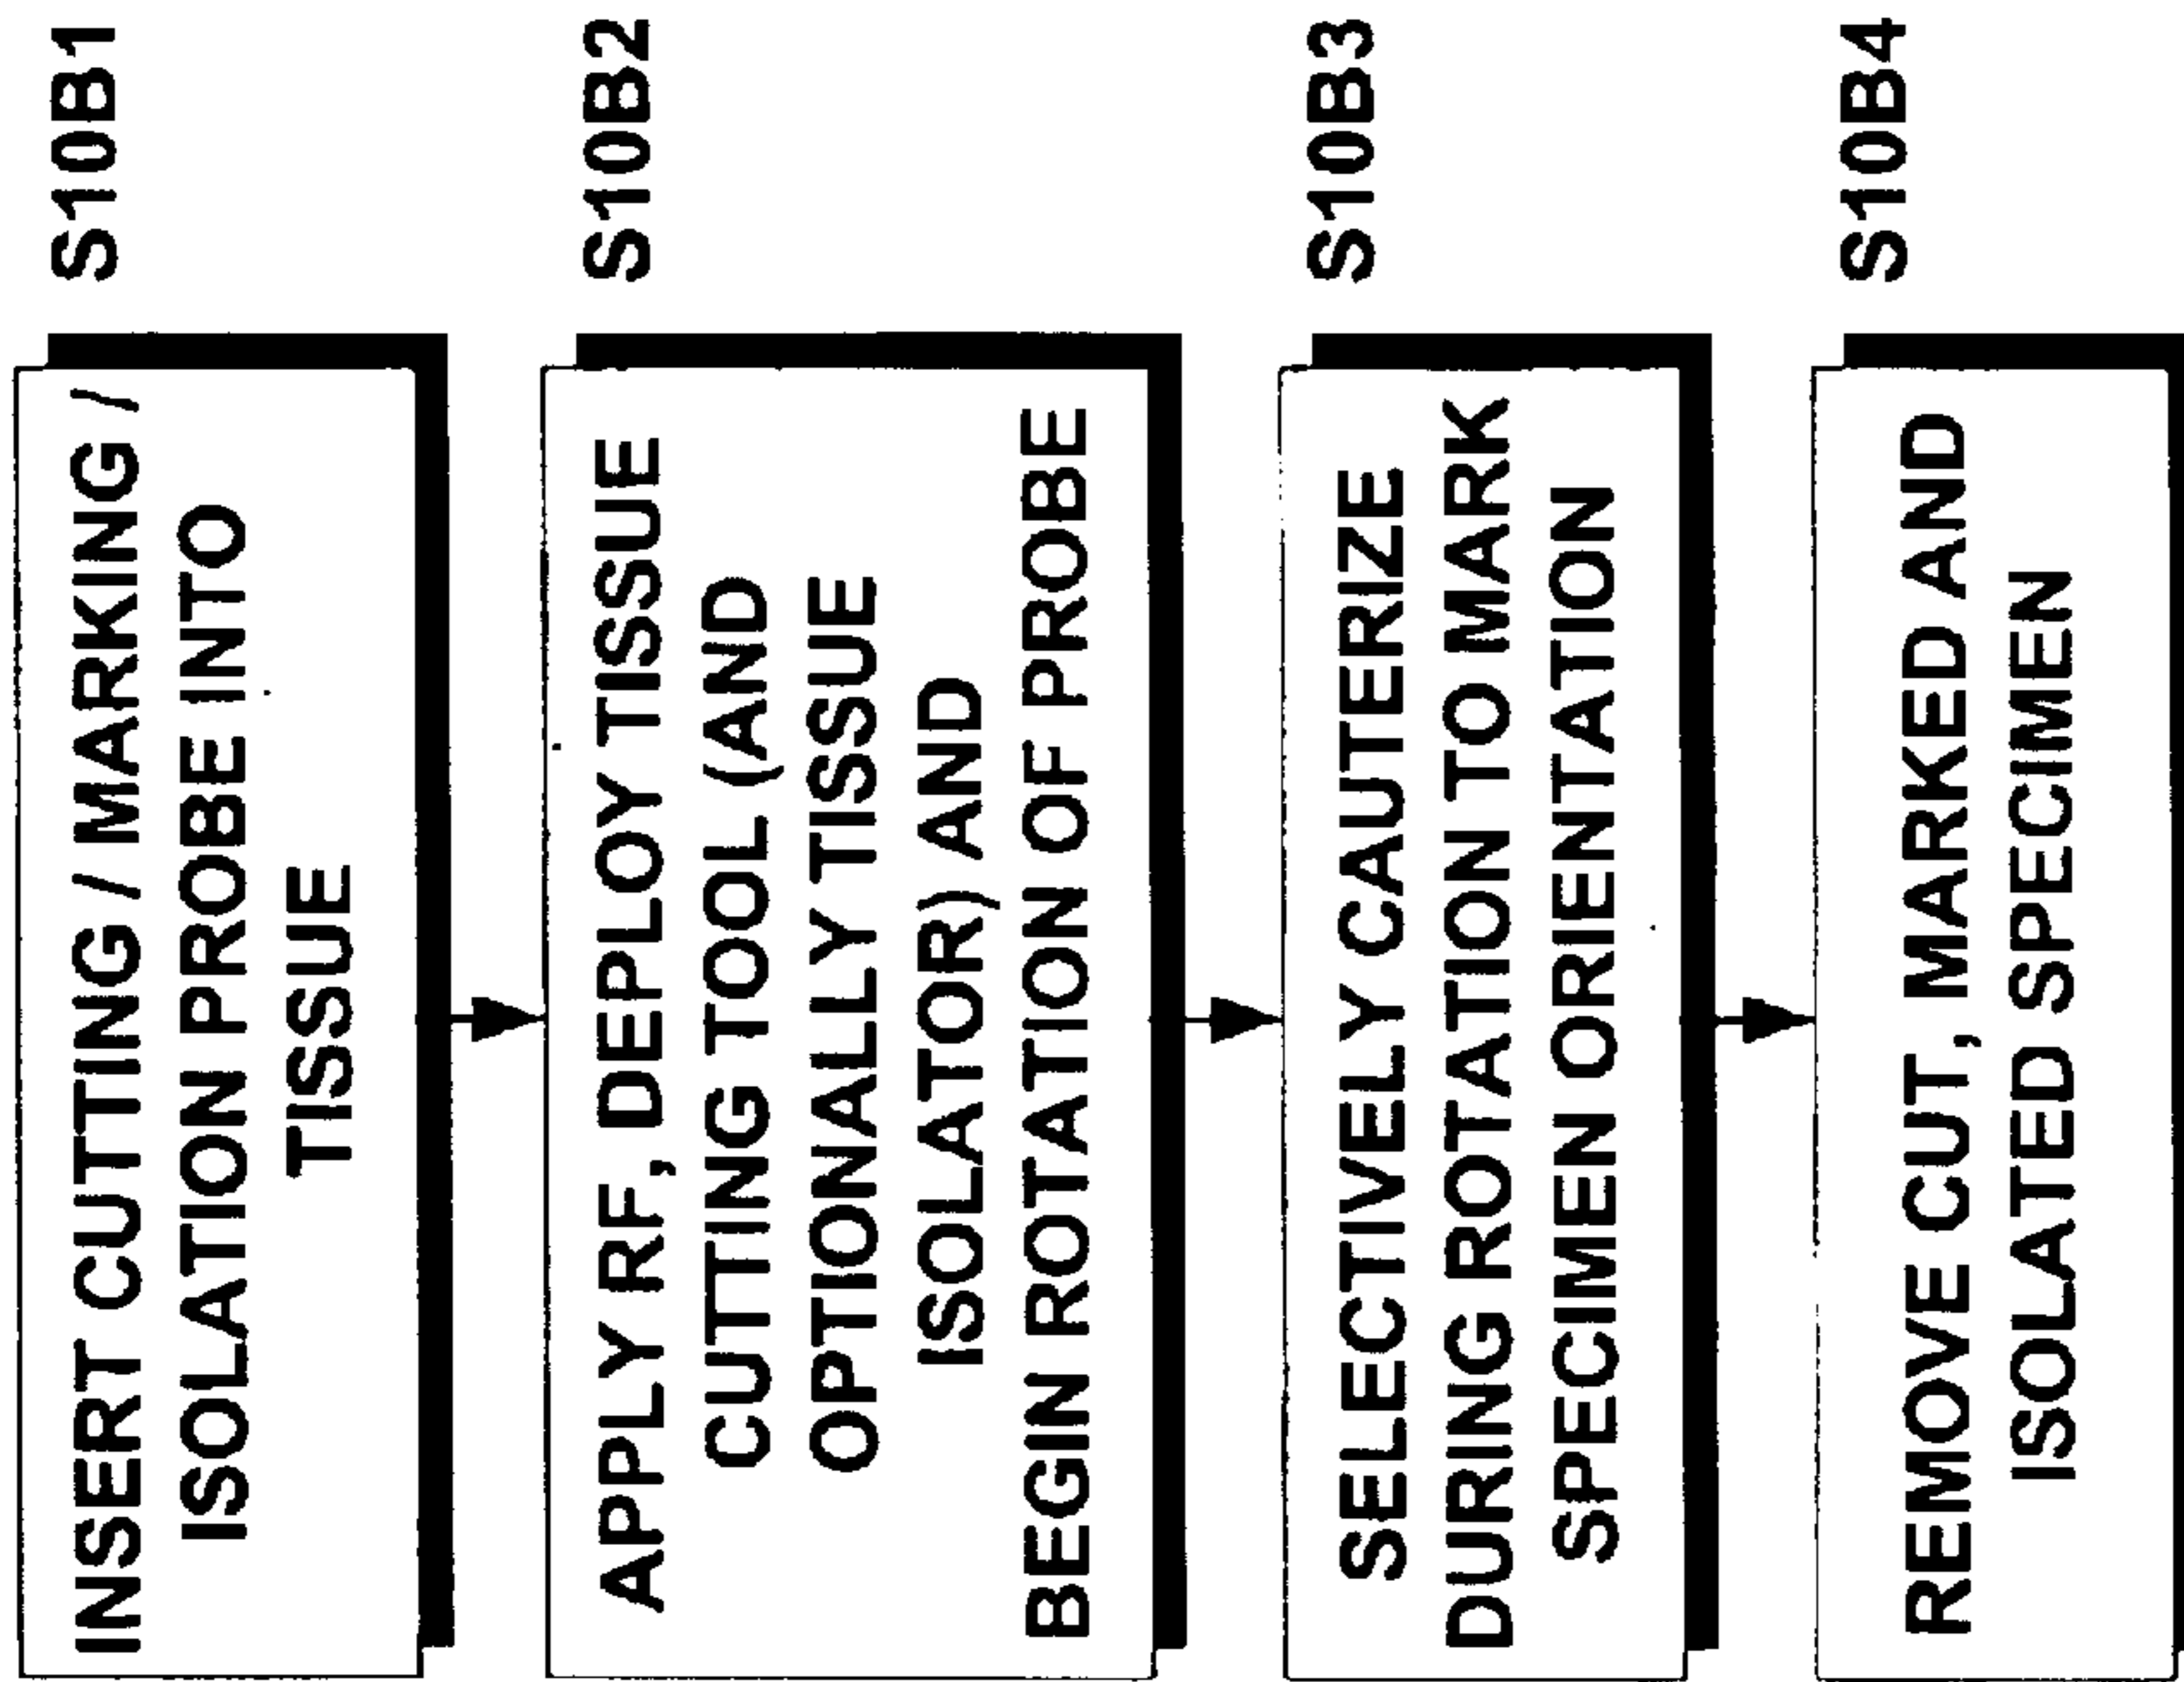 INSERT CUTTING / MARKING /
ISOLATION PROBE INTO
TISSUE
S10B1
APPLY RF, DEPLOY TISSUE
CUTTING TOOL (AND
OPTIONALLY TISSUE
ISOLATOR) AND
BEGIN ROTATION OF PROBE
S10B2
SELECTIVELY CAUTERIZE
DURING ROTATION TO MARK
SPECIMEN ORIENTATION
S10B3
REMOVE CUT, MARKED AND
ISOLATED SPECIMEN
S10B4